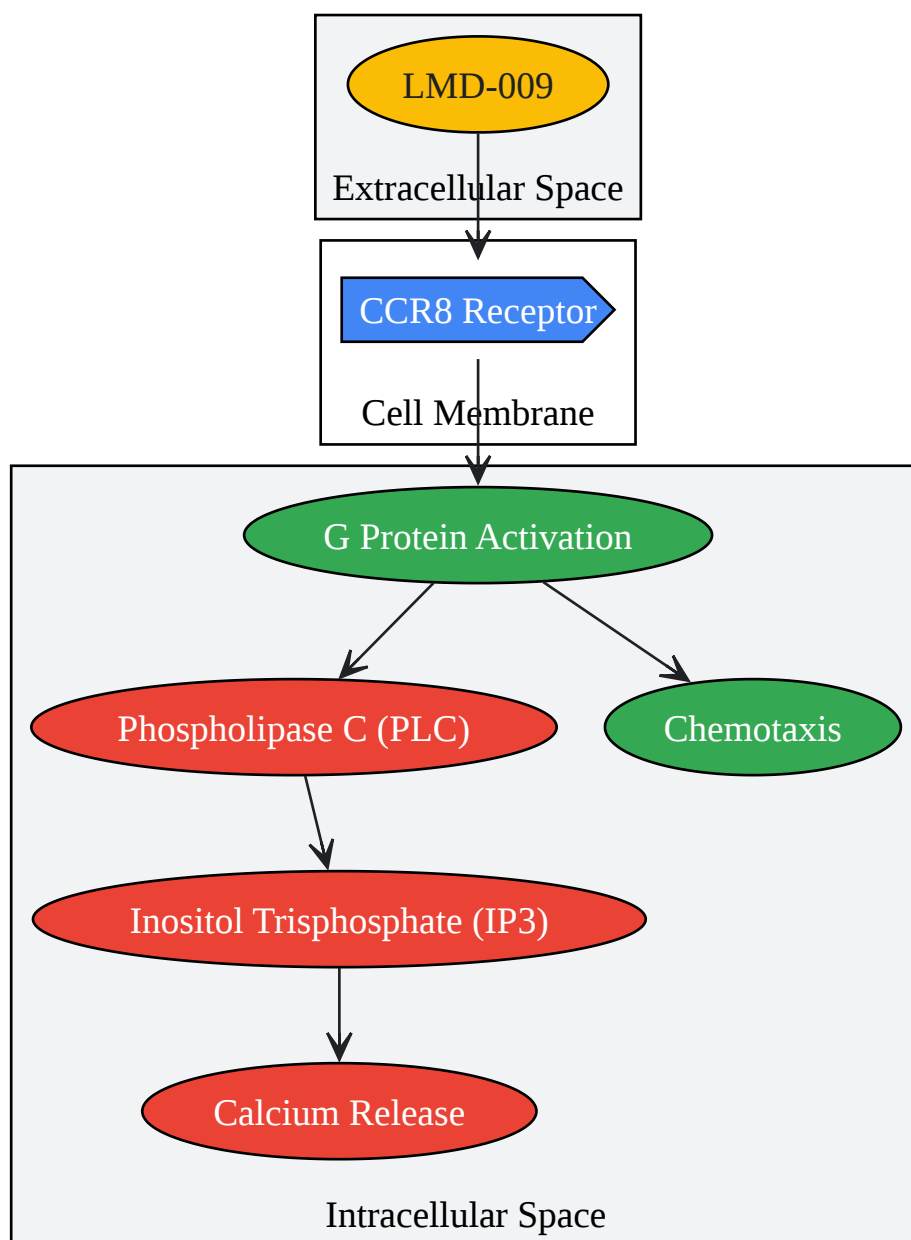 LMD-009
Extracellular Space
CCR8 Receptor
Cell Membrane
G Protein Activation
Phospholipase C (PLC)
Chemotaxis
Inositol Trisphosphate (IP3)
Calcium Release
Intracellular Space